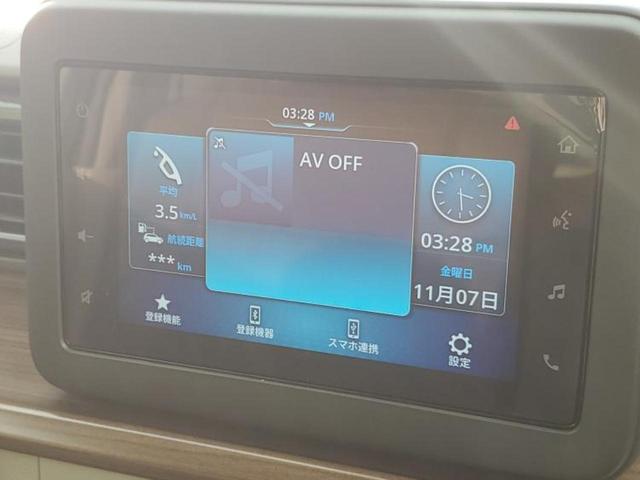 03:28 PM
AV OFF
平均
3.5 km/L
航続距離
*** km
03:28 PM
金曜日
11月07日
登録機能
登録機器
スマホ連携
設定